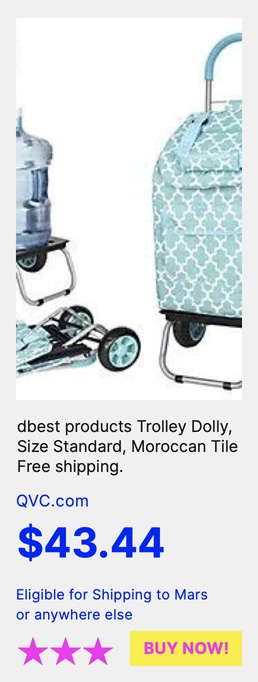 dbest products Trolley Dolly,
Size Standard, Moroccan Tile
Free shipping.
QVC.com
$43.44
Eligible for Shipping to Mars
or anywhere else
BUY NOW!